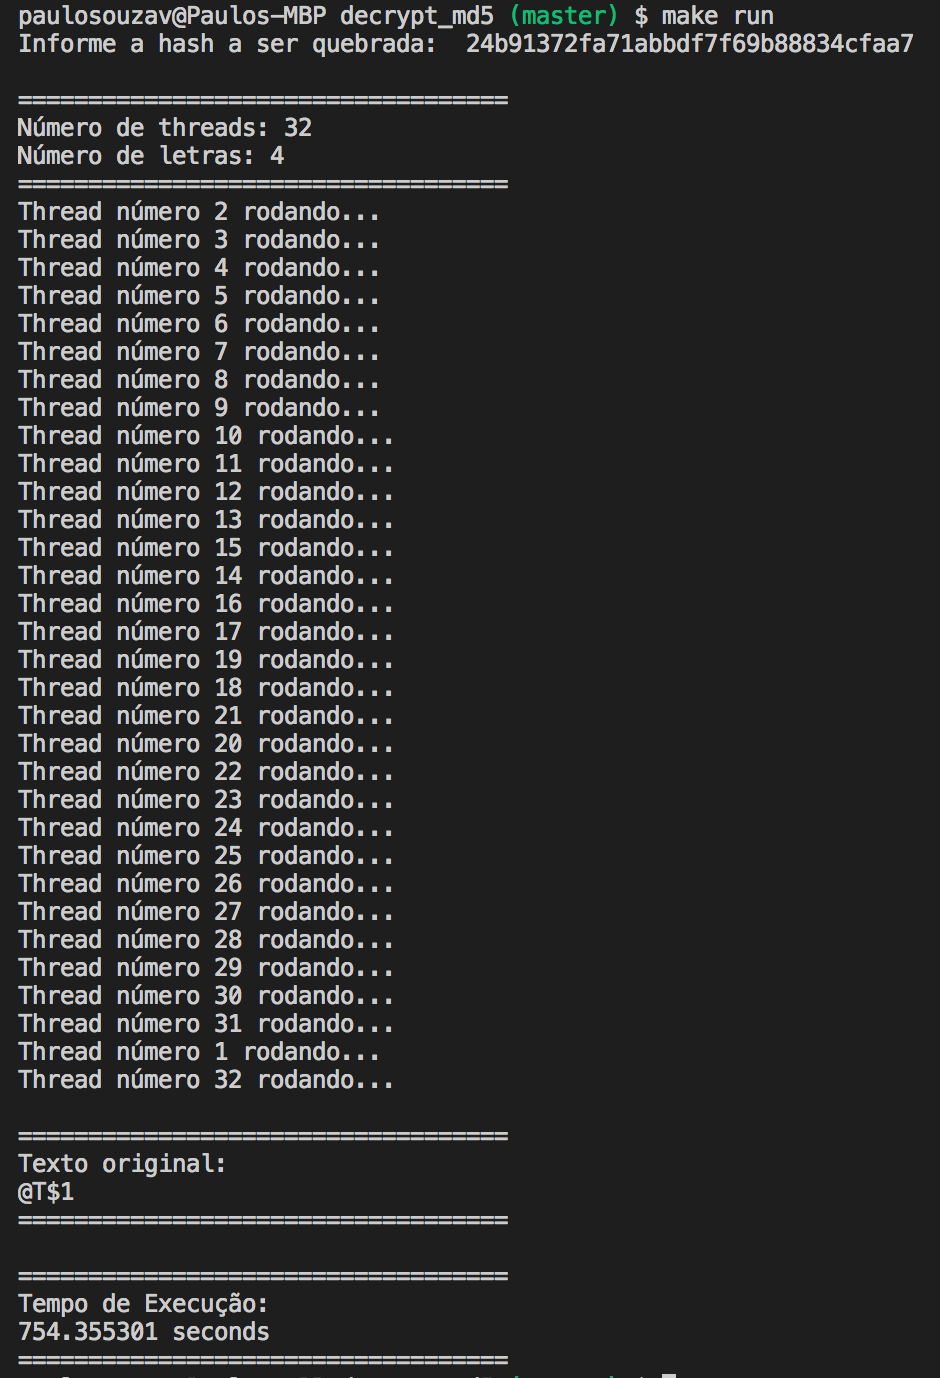 paulosouzav@Paulos-MBP decrypt_md5 (master) $ make run
Informe a hash a ser quebrada:  24b91372fa71abbdf7f69b88834cfaa7
===================================
Número de threads: 32
Número de letras: 4
===================================
Thread número 2 rodando...
Thread número 3 rodando...
Thread número 4 rodando...
Thread número 5 rodando...
Thread número 6 rodando...
Thread número 7 rodando...
Thread número 8 rodando...
Thread número 9 rodando...
Thread número 10 rodando...
Thread número 11 rodando...
Thread número 12 rodando...
Thread número 13 rodando...
Thread número 15 rodando...
Thread número 14 rodando...
Thread número 16 rodando...
Thread número 17 rodando...
Thread número 19 rodando...
Thread número 18 rodando...
Thread número 21 rodando...
Thread número 20 rodando...
Thread número 22 rodando...
Thread número 23 rodando...
Thread número 24 rodando...
Thread número 25 rodando...
Thread número 26 rodando...
Thread número 27 rodando...
Thread número 28 rodando...
Thread número 29 rodando...
Thread número 30 rodando...
Thread número 31 rodando...
Thread número 1 rodando...
Thread número 32 rodando...
===================================
Texto original:
@T$1
===================================
===================================
Tempo de Execução:
754.355301 seconds
===================================